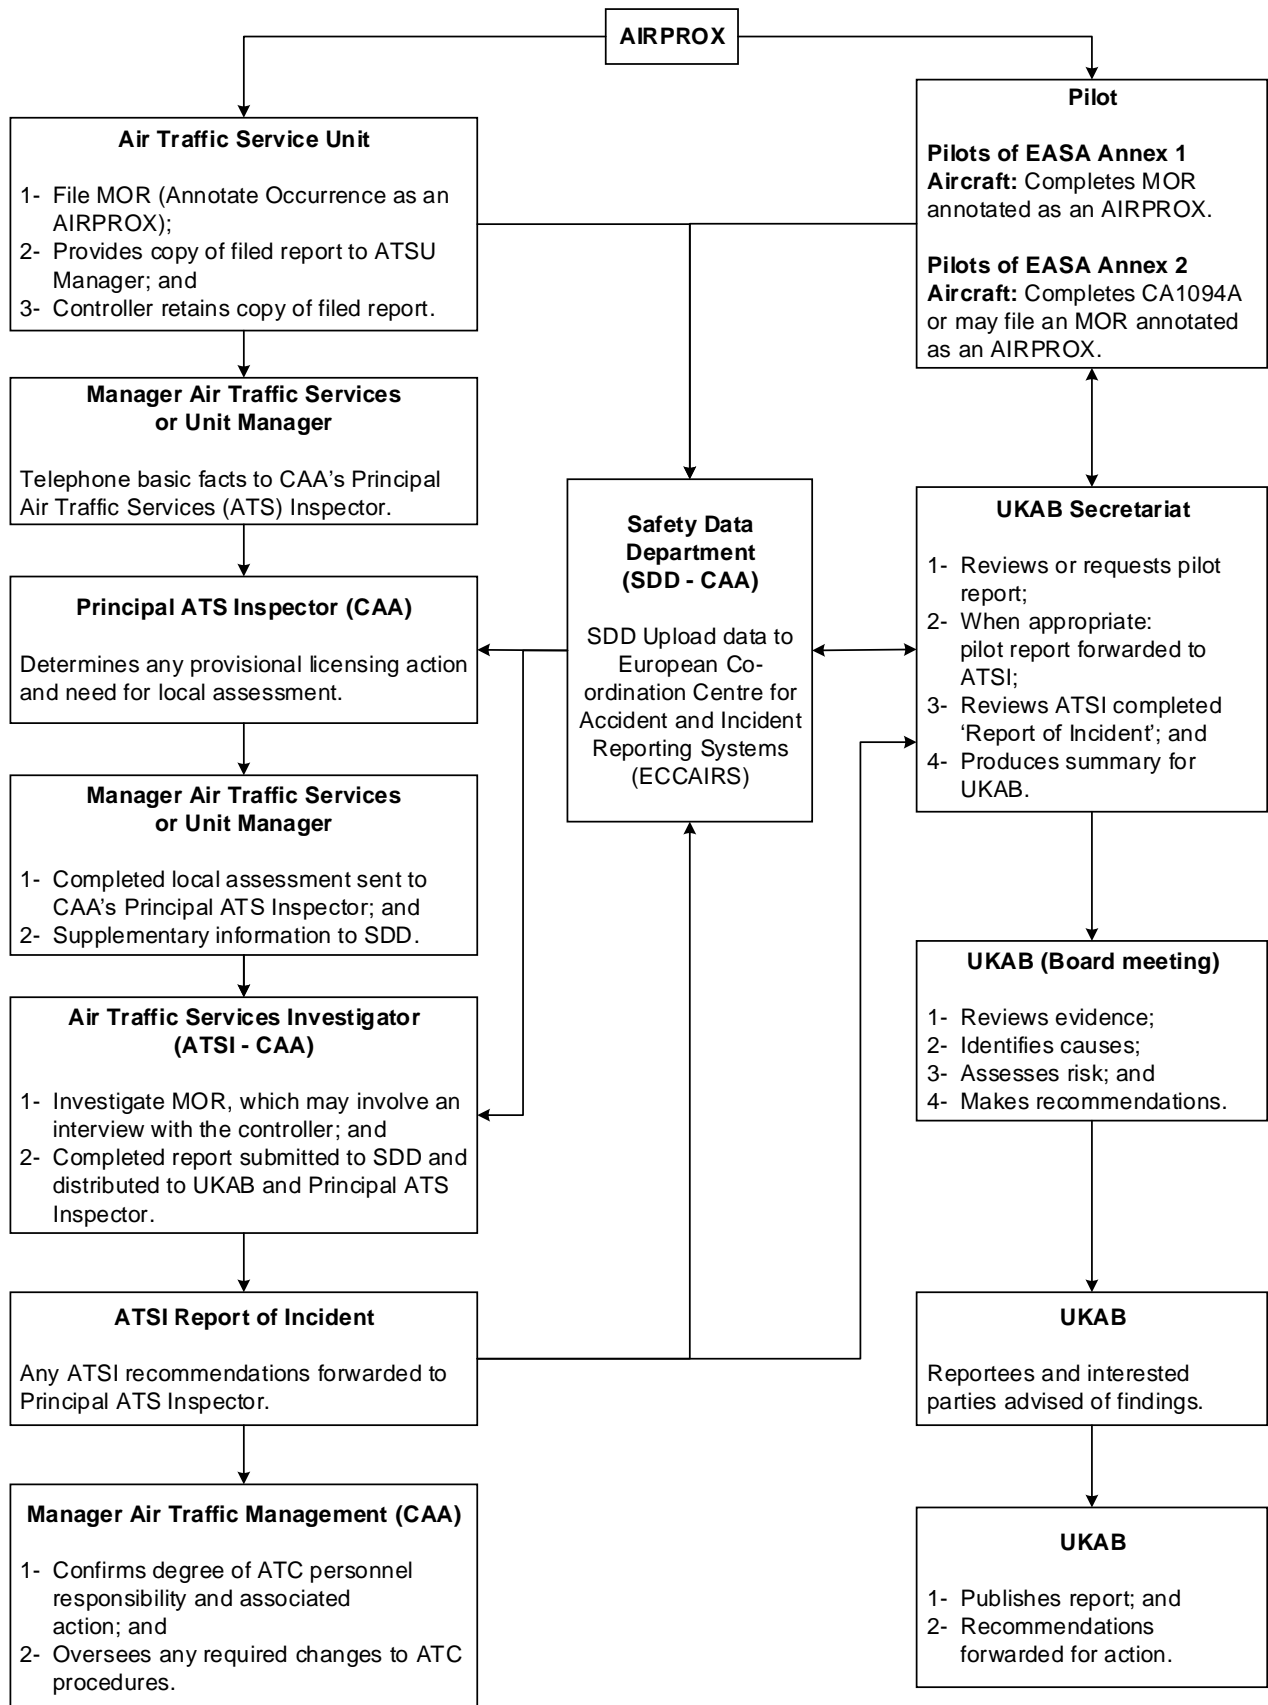 AIRPROX
Air Traffic Service Unit
1- File MOR (Annotate Occurrence as an
AIRPROX);
2- Provides copy of filed report to ATSU
Manager; and
3- Controller retains copy of filed report.
Manager Air Traffic Services
or Unit Manager
Telephone basic facts to CAA's Principal
Air Traffic Services (ATS) Inspector.
Principal ATS Inspector (CAA)
Determines any provisional licensing action
and need for local assessment.
Manager Air Traffic Services
or Unit Manager
1- Completed local assessment sent to
CAA's Principal ATS Inspector; and
2- Supplementary information to SDD.
Air Traffic Services Investigator
(ATSI - CAA)
1- Investigate MOR, which may involve an
interview with the controller; and
2- Completed report submitted to SDD and
distributed to UKAB and Principal ATS
Inspector.
ATSI Report of Incident
Any ATSI recommendations forwarded to
Principal ATS Inspector.
Manager Air Traffic Management (CAA)
1- Confirms degree of ATC personnel
responsibility and associated
action; and
2- Oversees any required changes to ATC
procedures.
Safety Data
Department
(SDD - CAA)
SDD Upload data to
European Co-
ordination Centre for
Accident and Incident
Reporting Systems
(ECCAIRS)
Pilot
Pilots of EASA Annex 1
Aircraft: Completes MOR
annotated as an AIRPROX.
Pilots of EASA Annex 2
Aircraft: Completes CA1094A
or may file an MOR annotated
as an AIRPROX.
UKAB Secretariat
1- Reviews or requests pilot
report;
2- When appropriate:
pilot report forwarded to
ATSI;
3- Reviews ATSI completed
'Report of Incident'; and
4- Produces summary for
UKAB.
UKAB (Board meeting)
1- Reviews evidence;
2- Identifies causes;
3- Assesses risk; and
4- Makes recommendations.
UKAB
Reportees and interested
parties advised of findings.
UKAB
1- Publishes report; and
2- Recommendations
forwarded for action.